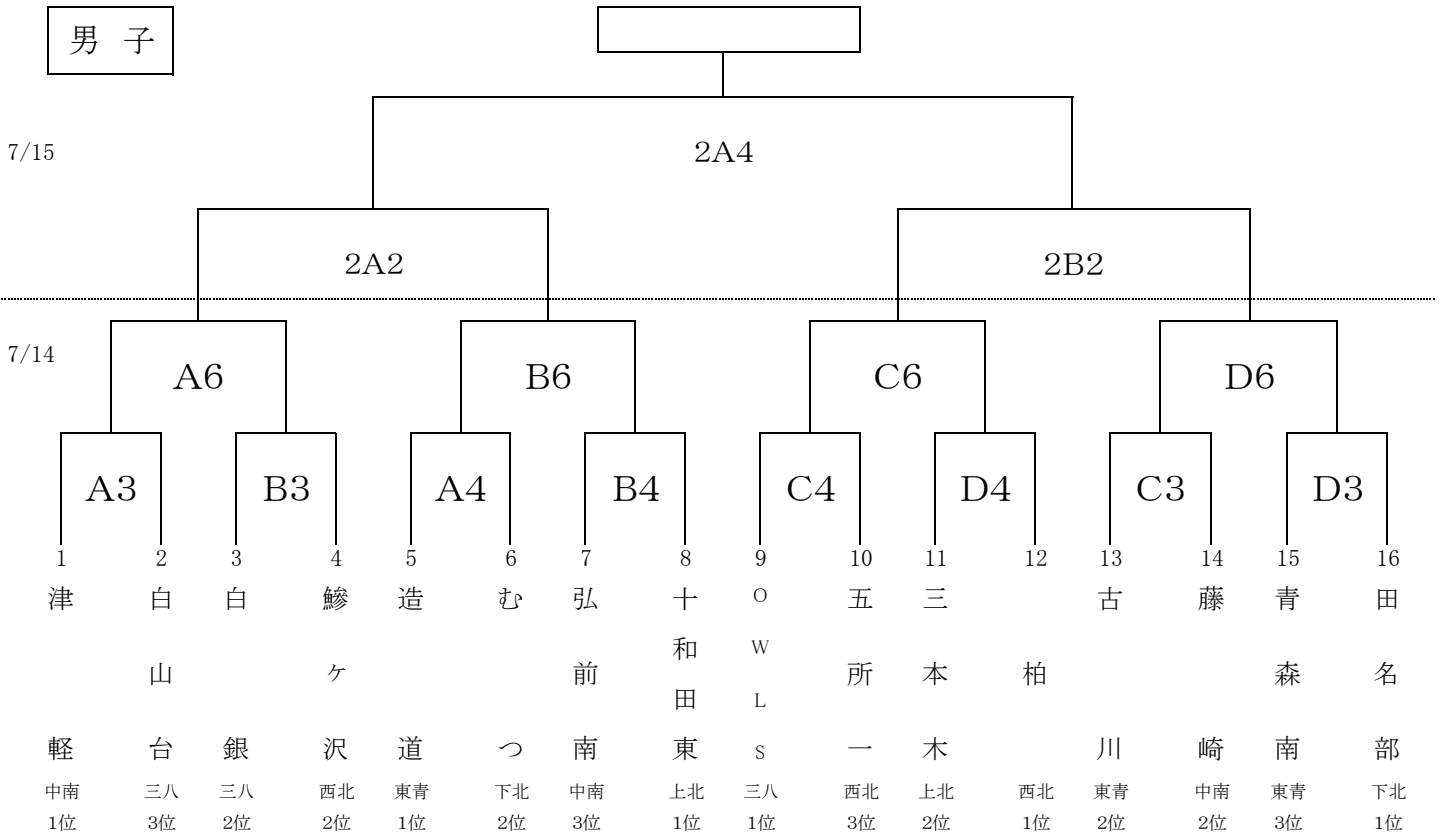 男 子
7/15
2A4
2A2 2B2
7/14
A6 B6 C6 D6
A3 B3 A4 B4 C4 D4 C3 D3
1 2 3 4 5 6 7 8 9 10 11 12 13 14 15 16
津軽
白山台
白銀
鰺ヶ沢
造道
むつ
弘前南
十和田東
OWLS
五所一
三本木
柏
古川
藤崎
青森南
田名部
中南 三八 三八 西北 東青 下北 中南 上北 三八 西北 上北 西北 東青 中南 東青 下北
1位 3位 2位 2位 1位 2位 3位 1位 1位 3位 2位 1位 2位 2位 3位 1位